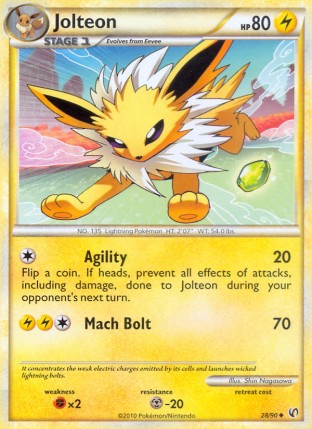 Jolteon
HP 80
STAGE 1 Evolves from Eevee
NO. 135 Lightning Pokémon HT: 2'07" WT: 54.0 lbs.
Agility 20
Flip a coin. If heads, prevent all effects of attacks,
including damage, done to Jolteon during your
opponent's next turn.
Mach Bolt 70
It concentrates the weak electric charges emitted by its cells and launches wicked
lightning bolts.
Illus. Shin Nagasawa
weakness resistance retreat cost
×2 -20
©2010 Pokémon/Nintendo 28/90